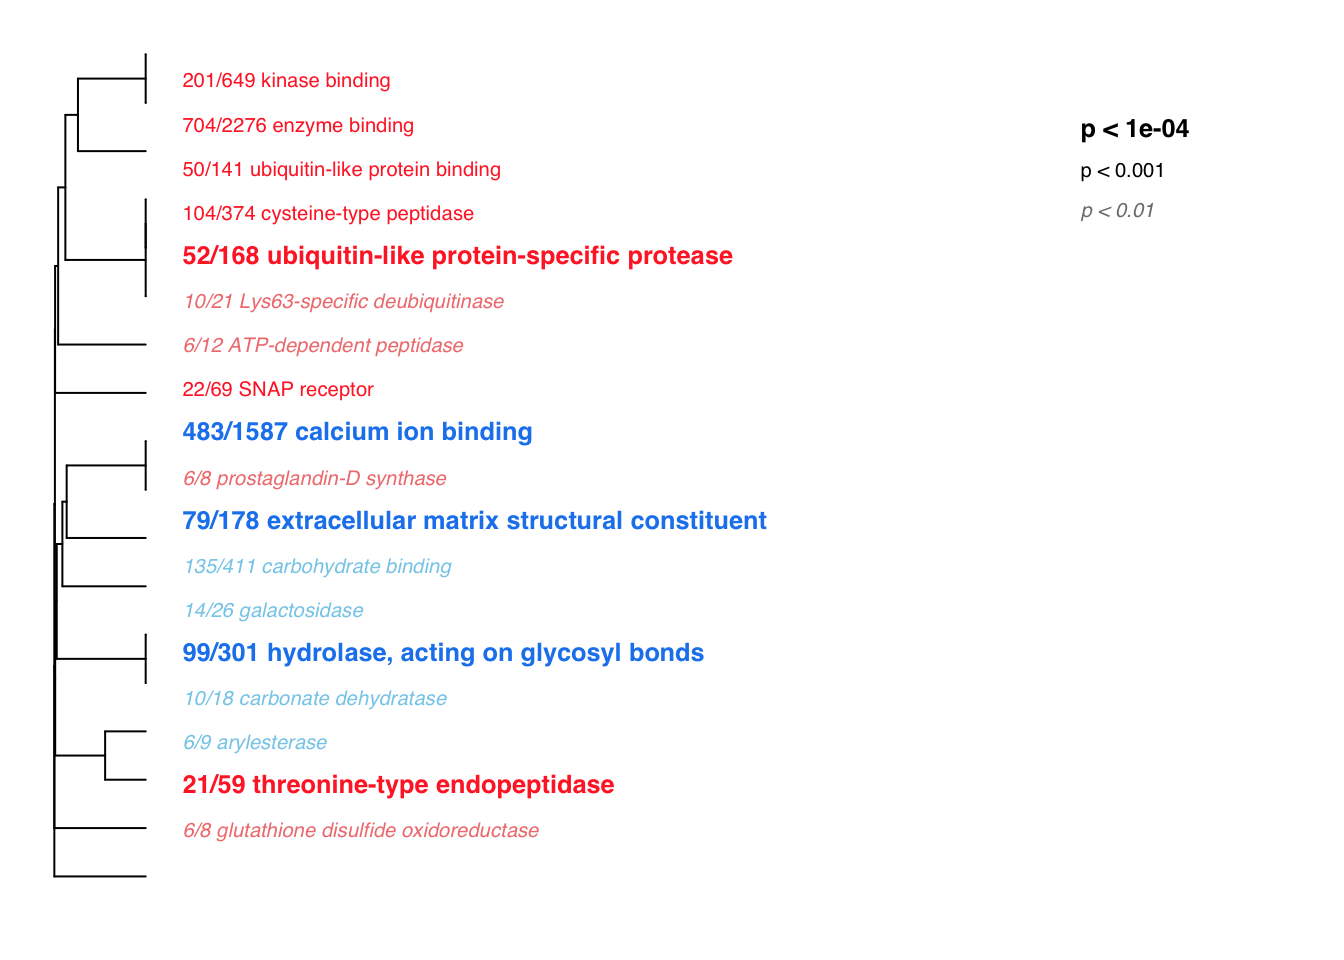 201/649 kinase binding
704/2276 enzyme binding
50/141 ubiquitin-like protein binding
104/374 cysteine-type peptidase
52/168 ubiquitin-like protein-specific protease
10/21 Lys63-specific deubiquitinase
6/12 ATP-dependent peptidase
22/69 SNAP receptor
483/1587 calcium ion binding
6/8 prostaglandin-D synthase
79/178 extracellular matrix structural constituent
135/411 carbohydrate binding
14/26 galactosidase
99/301 hydrolase, acting on glycosyl bonds
10/18 carbonate dehydratase
6/9 arylesterase
21/59 threonine-type endopeptidase
6/8 glutathione disulfide oxidoreductase
p < 1e-04
p < 0.001
p < 0.01